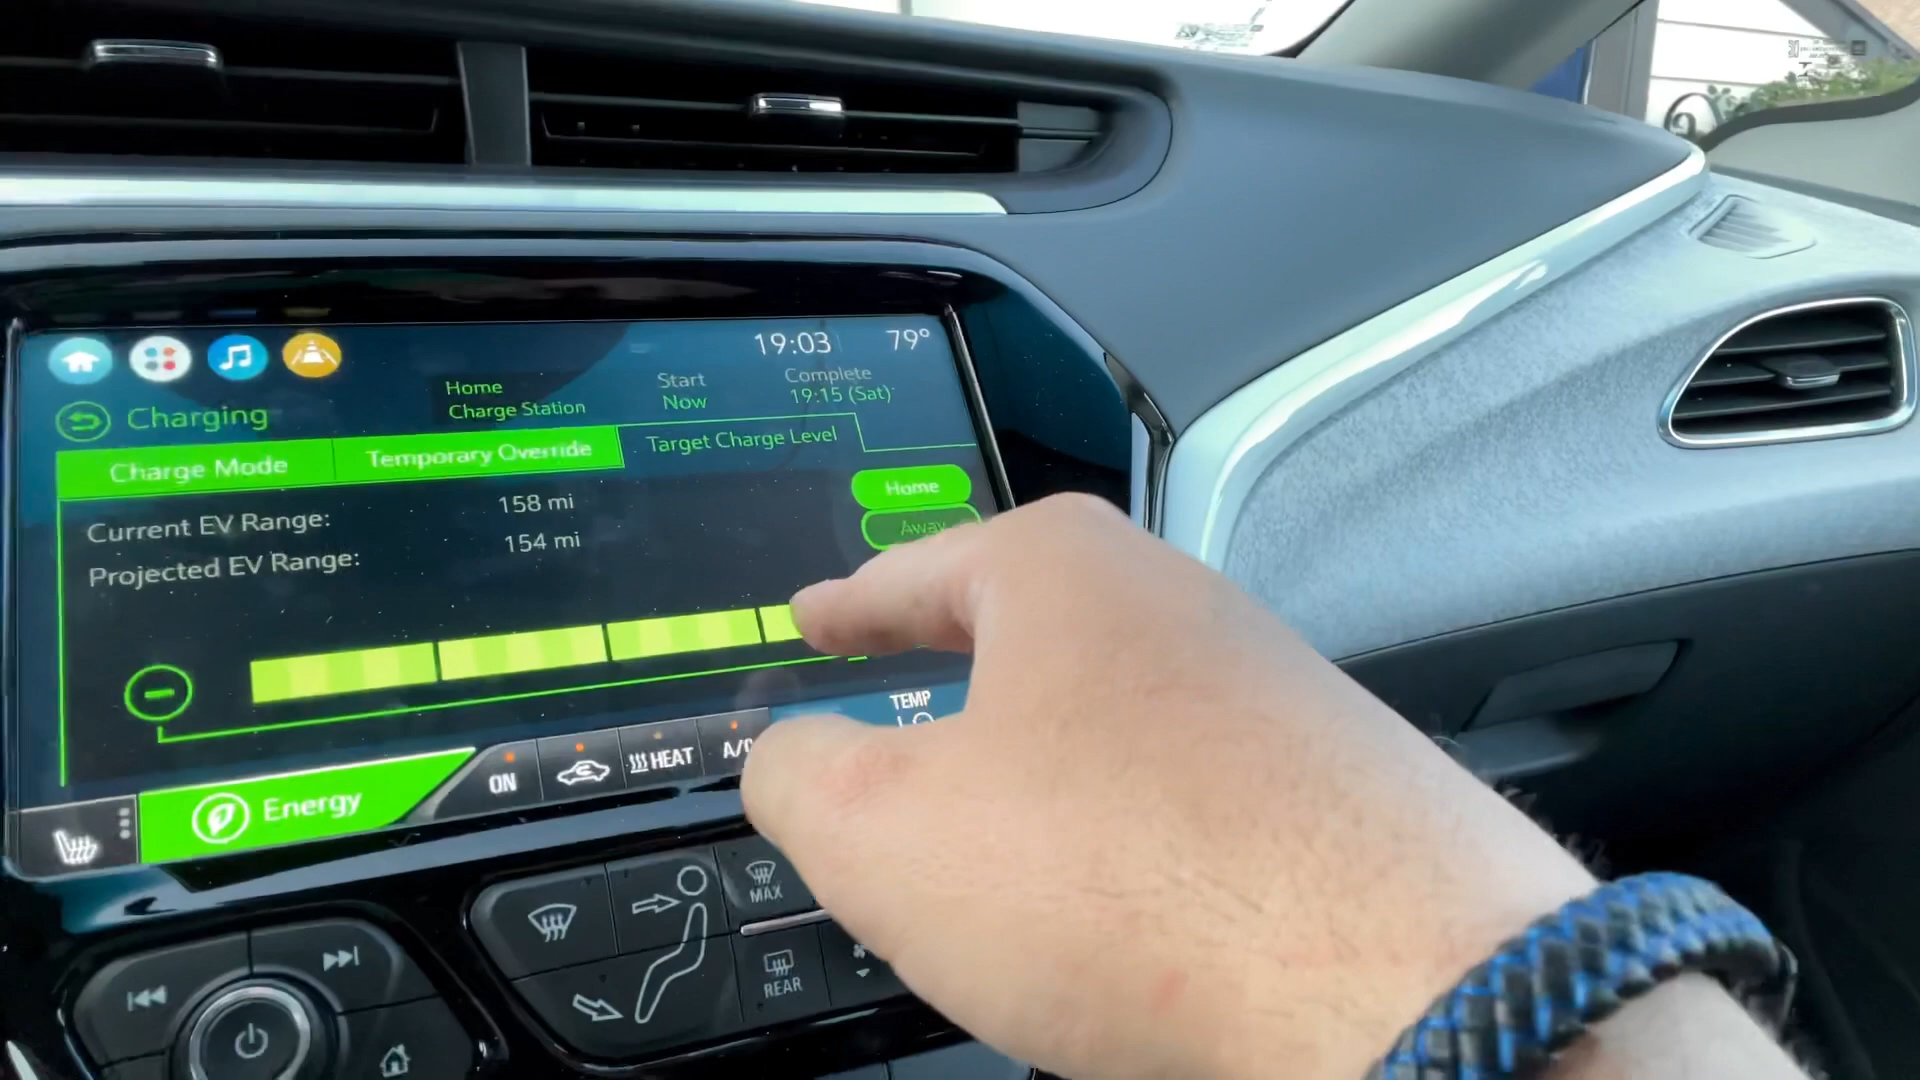 19:03 79°
Home
Charge Station
Start
Now
Complete
19:15 (Sat)
Charging
Charge Mode
Temporary Override
Target Charge Level
Current EV Range: 158 mi
Projected EV Range: 154 mi
Home
Away
TEMP
ON
HEAT
A/C
Energy
MAX
REAR